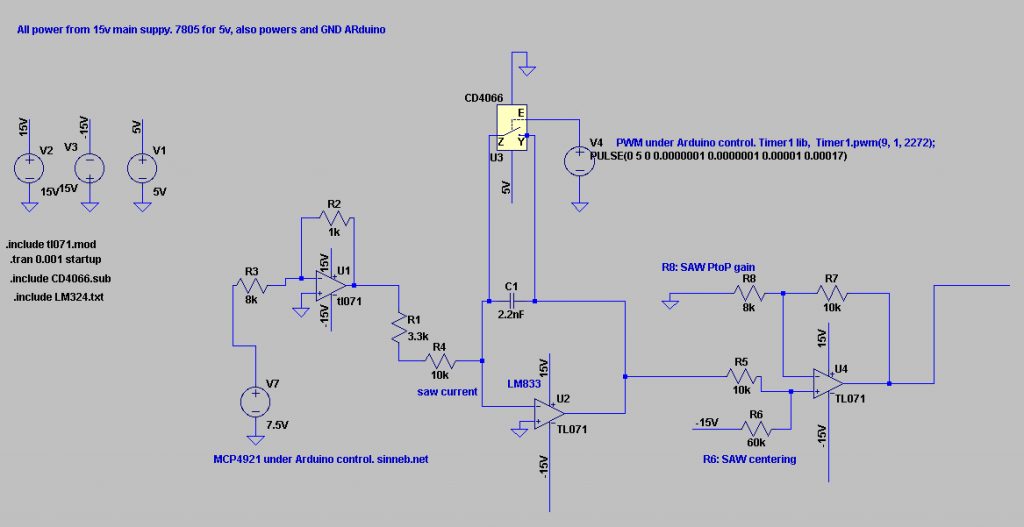 All power from 15v main suppy. 7805 for 5v, also powers and GND ARduino
CD4066
E
Z
Y
U3
5V
V4
PWM under Arduino control. Timer1 lib, Timer1.pwm(9, 1, 2272);
PULSE(0 5 0 0.0000001 0.0000001 0.00001 0.00017)
15V
-15V
5V
V2
V3
V1
15V
15V
5V
.include tl071.mod
.tran 0.001 startup
.include CD4066.sub
.include LM324.txt
R2
1k
R3
8k
15V
U1
tl071
-15V
R1
3.3k
R4
10k
saw current
C1
2.2nF
LM833
15V
U2
TL071
-15V
V7
7.5V
MCP4921 under Arduino control. sinneb.net
R8: SAW PtoP gain
R8
8k
R7
10k
R5
10k
15V
U4
TL071
-15V
-15V
R6
60k
R6: SAW centering